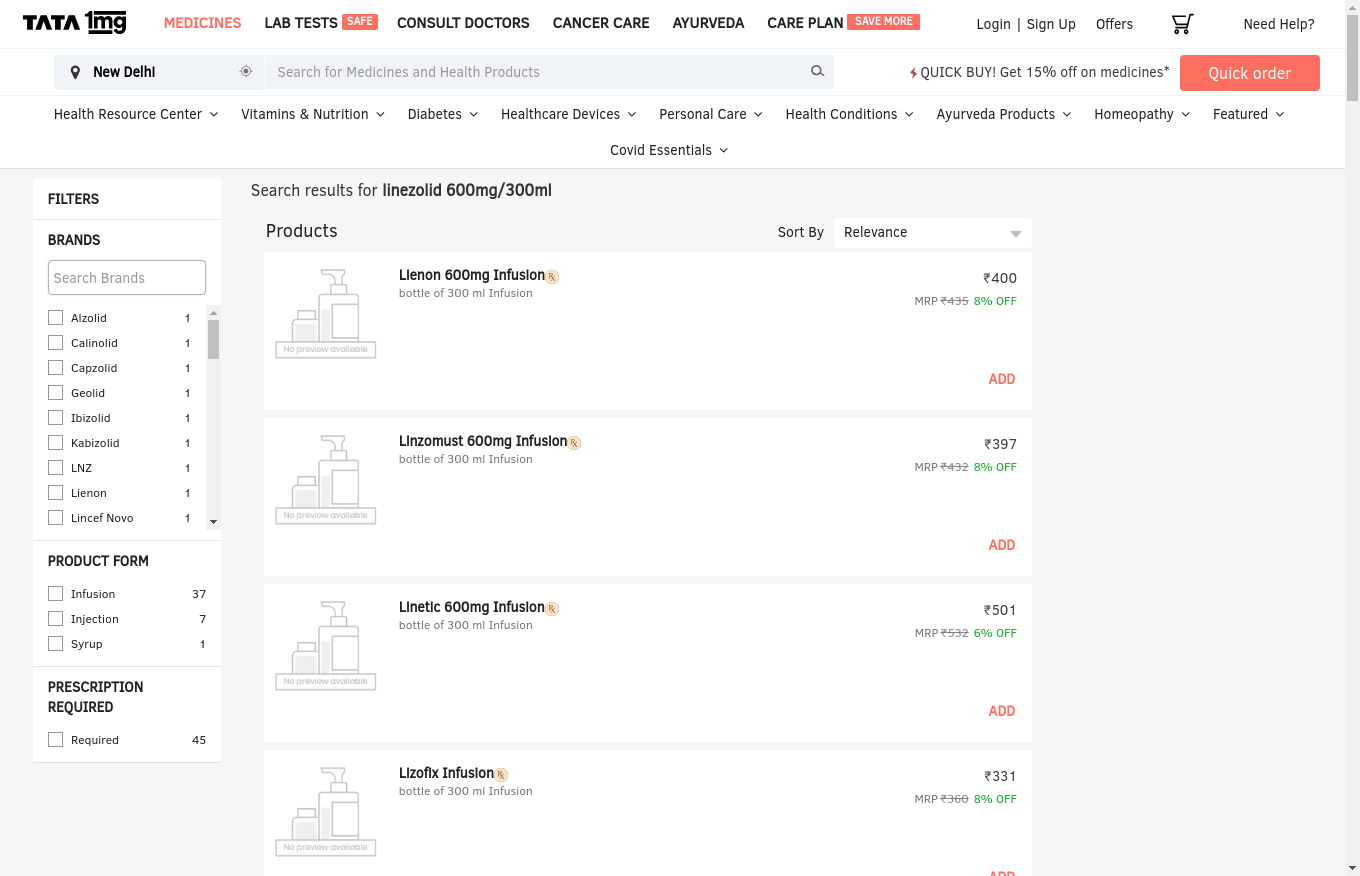 TATA 1mg
MEDICINES
LAB TESTS SAFE
CONSULT DOCTORS
CANCER CARE
AYURVEDA
CARE PLAN SAVE MORE
Login | Sign Up
Offers
Need Help?
New Delhi
Search for Medicines and Health Products
QUICK BUY! Get 15% off on medicines*
Quick order
Health Resource Center
Vitamins & Nutrition
Diabetes
Healthcare Devices
Personal Care
Health Conditions
Ayurveda Products
Homeopathy
Featured
Covid Essentials
FILTERS
BRANDS
Search Brands
Alzolid 1
Calinolid 1
Capzolid 1
Geolid 1
Ibizolid 1
Kabizolid 1
LNZ 1
Lienon 1
Lincef Novo 1
PRODUCT FORM
Infusion 37
Injection 7
Syrup 1
PRESCRIPTION
REQUIRED
Required 45
Search results for linezolid 600mg/300ml
Products
Sort By Relevance
Lienon 600mg Infusion ℞
bottle of 300 ml Infusion
₹400
MRP ₹435 8% OFF
No preview available
ADD
Linzomust 600mg Infusion ℞
bottle of 300 ml Infusion
₹397
MRP ₹432 8% OFF
No preview available
ADD
Linetic 600mg Infusion ℞
bottle of 300 ml Infusion
₹501
MRP ₹532 6% OFF
No preview available
ADD
Lizofix Infusion ℞
bottle of 300 ml Infusion
₹331
MRP ₹360 8% OFF
No preview available
ADD